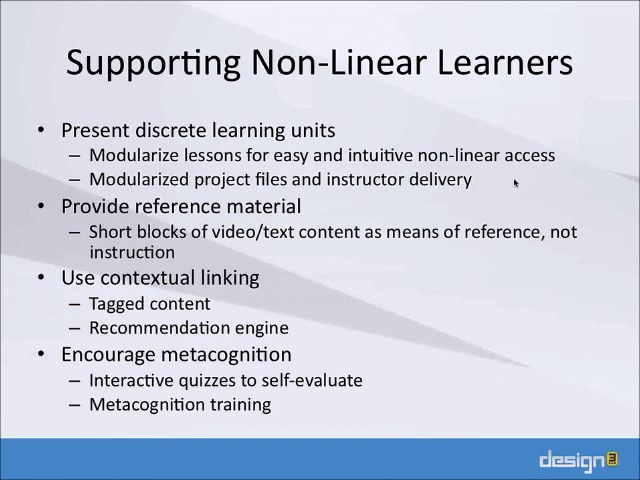 Supporting Non-Linear Learners
• Present discrete learning units
– Modularize lessons for easy and intuitive non-linear access
– Modularized project files and instructor delivery
• Provide reference material
– Short blocks of video/text content as means of reference, not
instruction
• Use contextual linking
– Tagged content
– Recommendation engine
• Encourage metacognition
– Interactive quizzes to self-evaluate
– Metacognition training
design